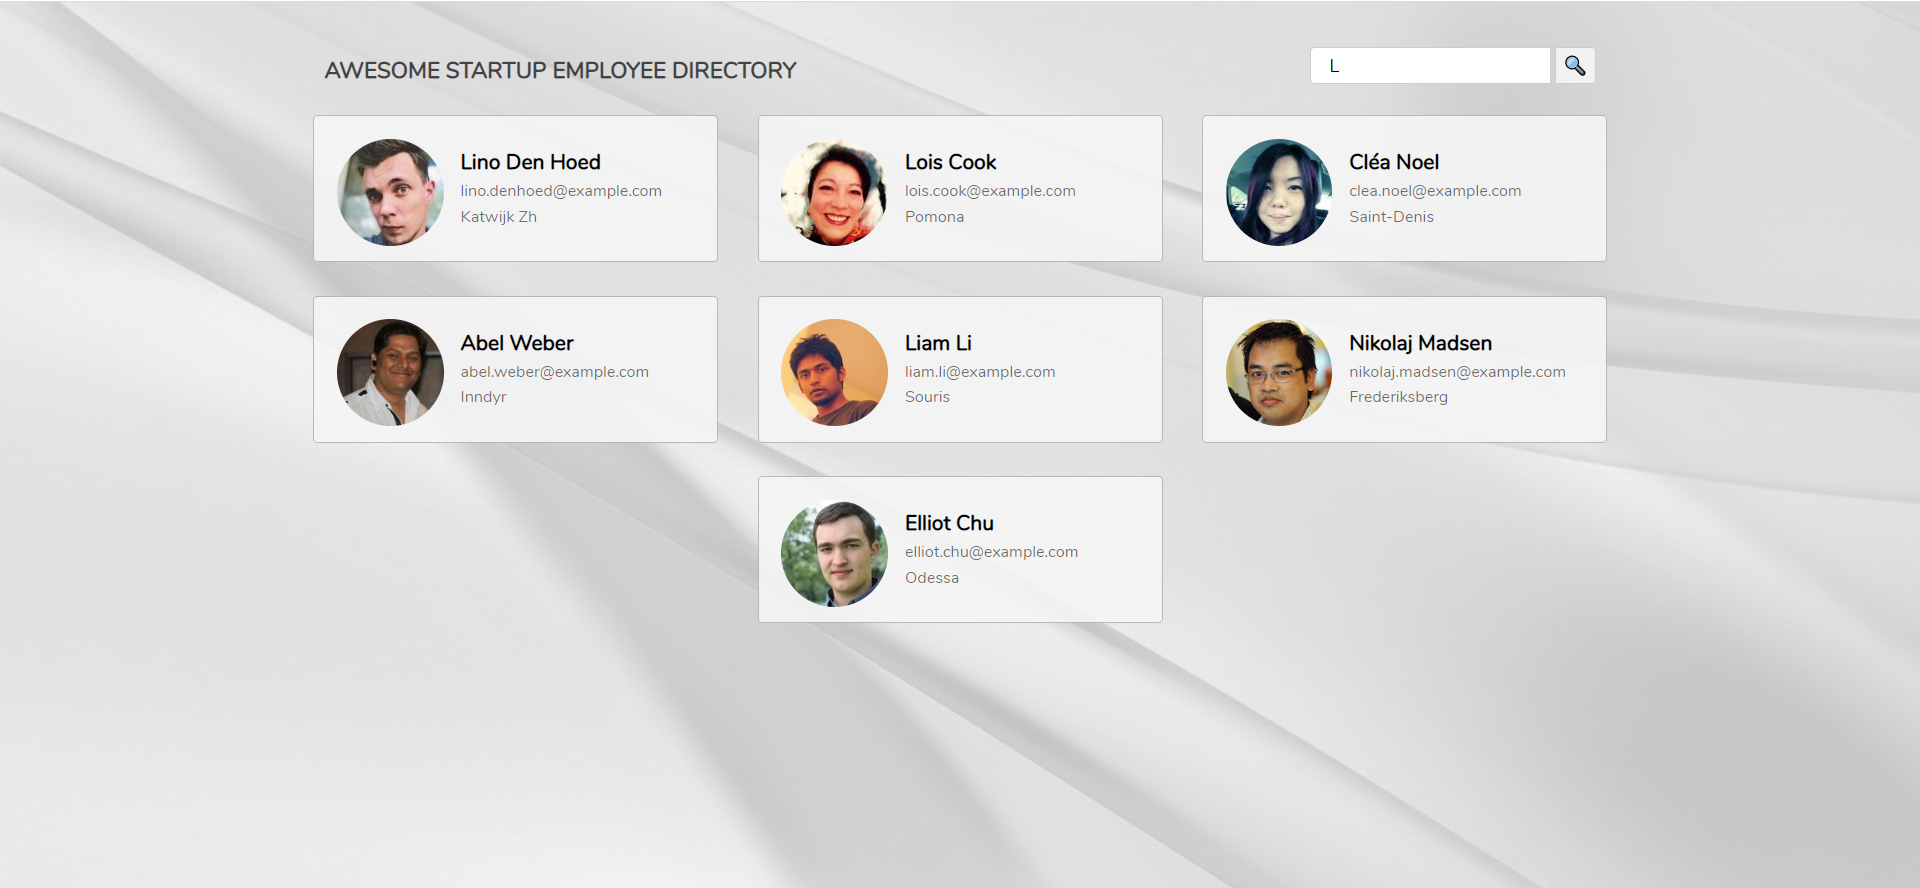 AWESOME STARTUP EMPLOYEE DIRECTORY
L
Lino Den Hoed
lino.denhoed@example.com
Katwijk Zh
Lois Cook
lois.cook@example.com
Pomona
Cléa Noel
clea.noel@example.com
Saint-Denis
Abel Weber
abel.weber@example.com
Inndyr
Liam Li
liam.li@example.com
Souris
Nikolaj Madsen
nikolaj.madsen@example.com
Frederiksberg
Elliot Chu
elliot.chu@example.com
Odessa